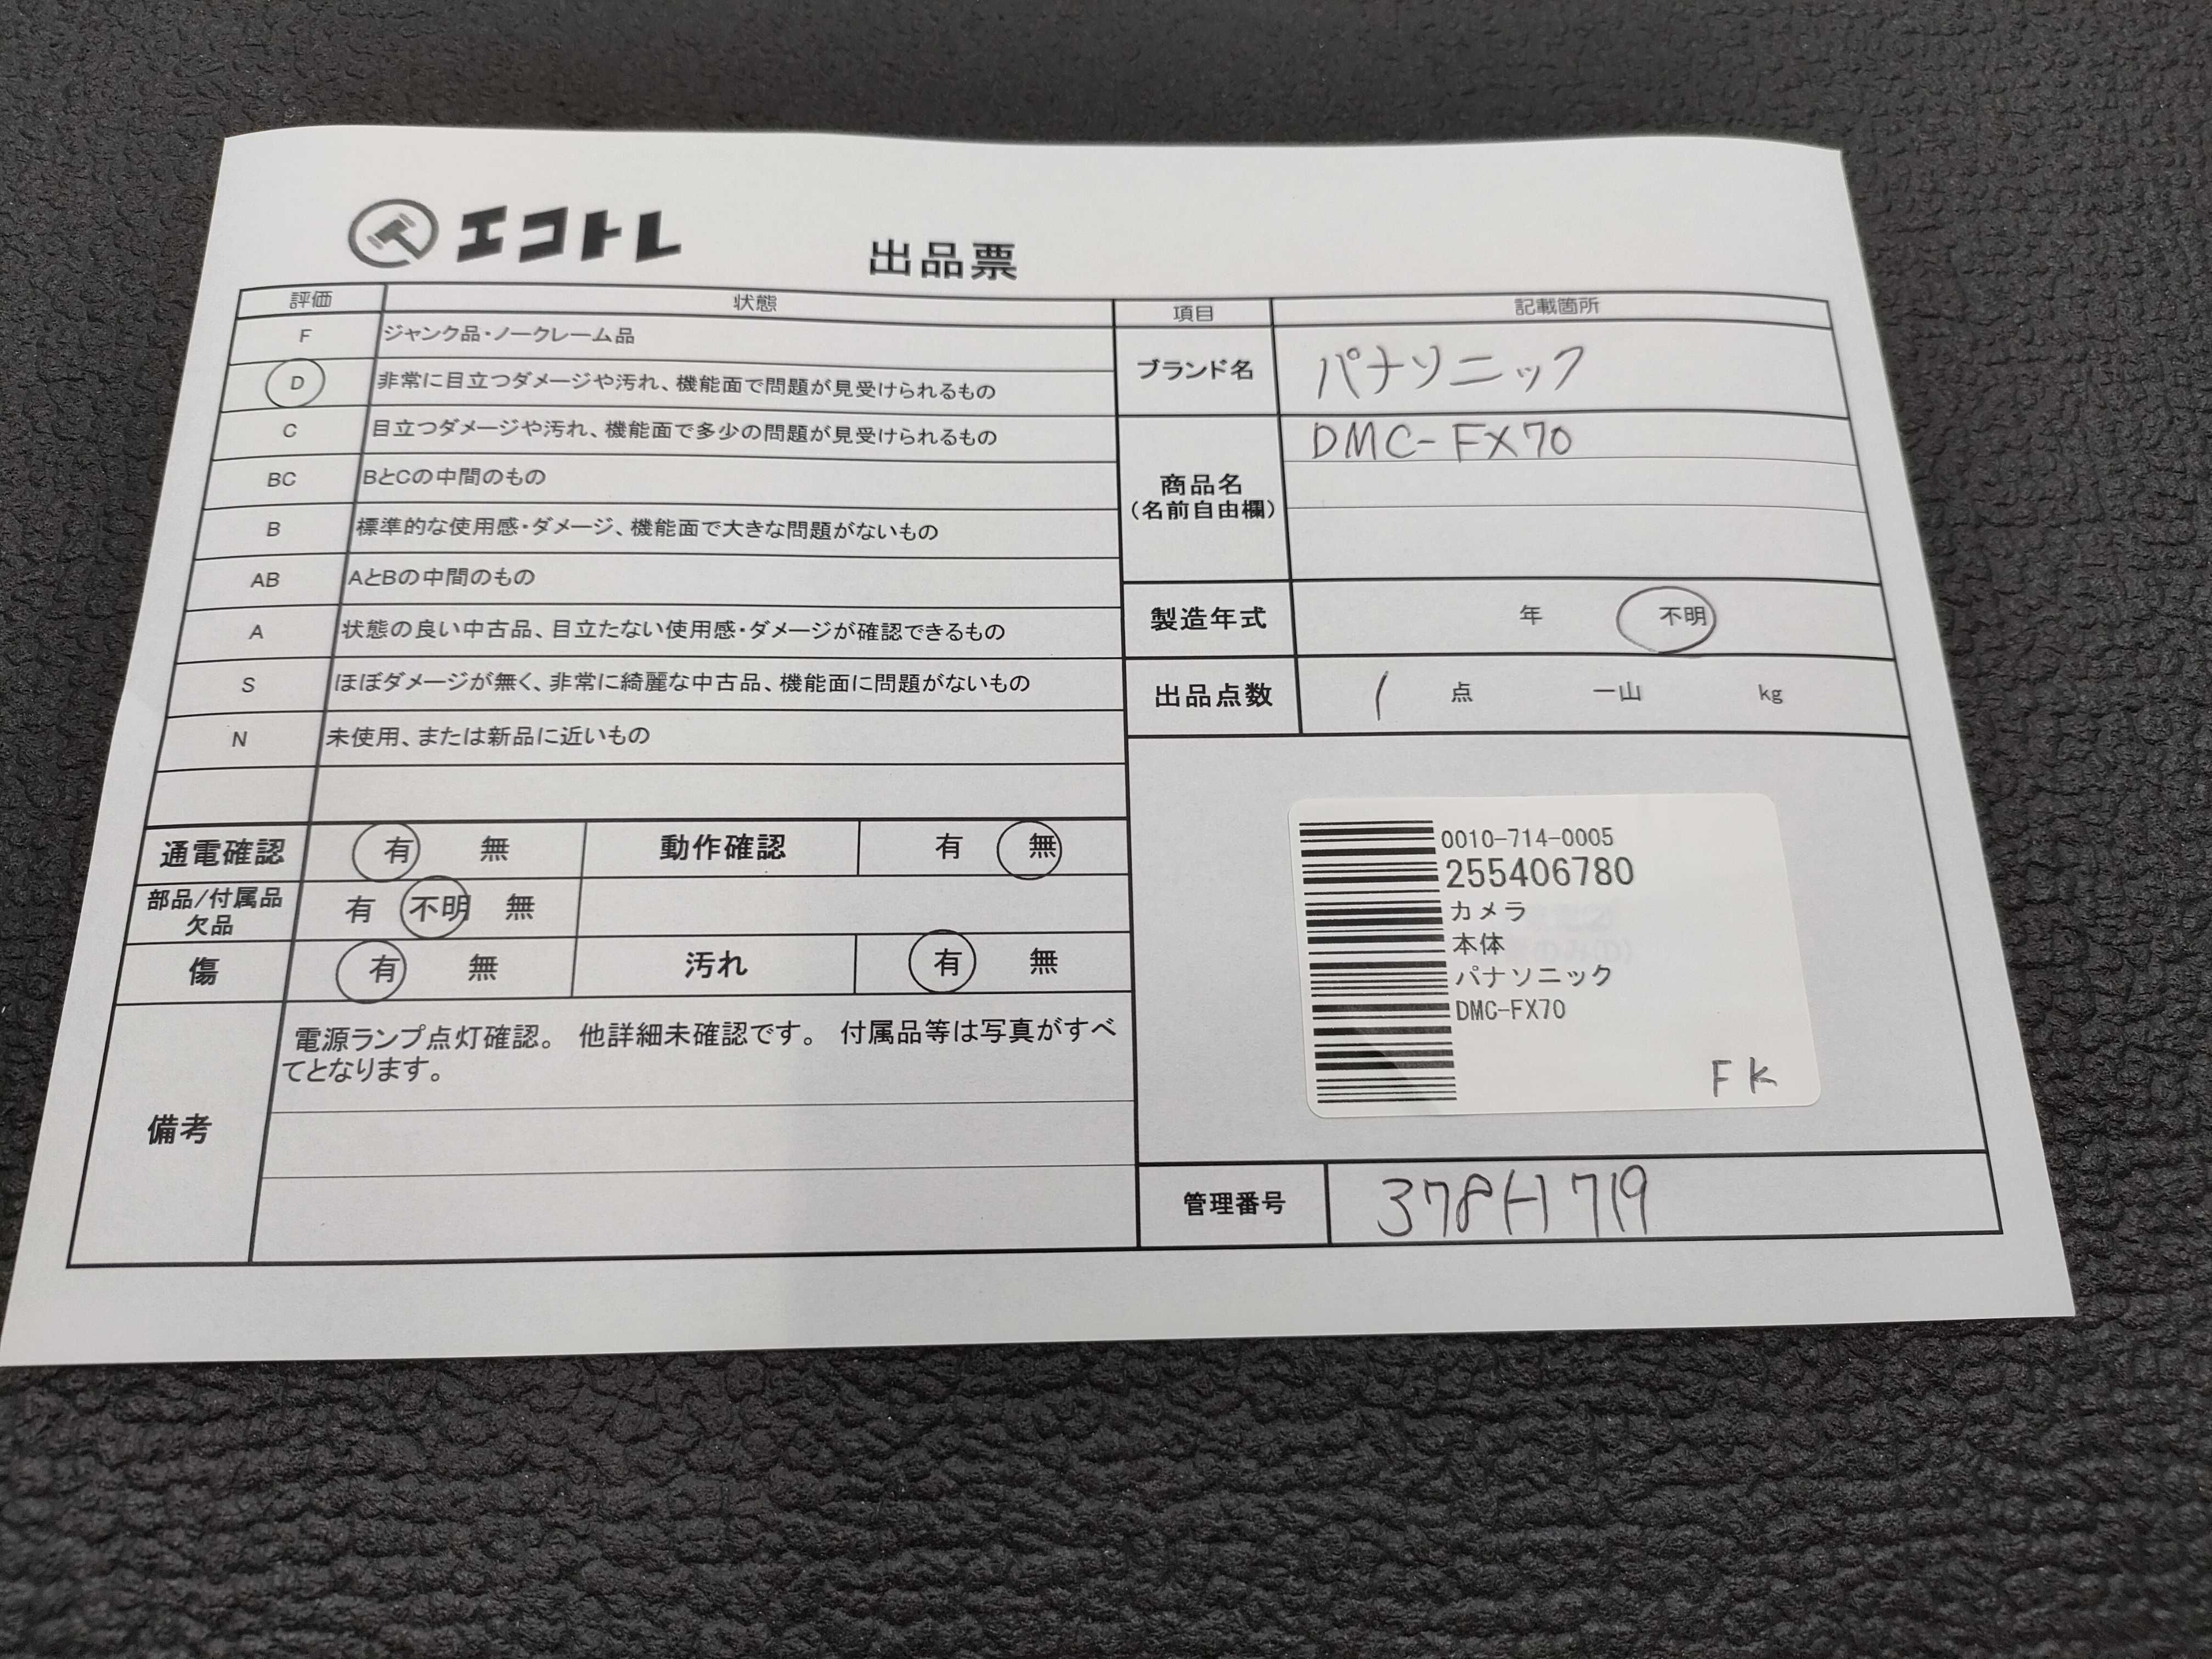 エコトレ
出品票
評価 状態
F ジャンク品・ノークレーム品
D 非常に目立つダメージや汚れ、機能面で問題が見受けられるもの
C 目立つダメージや汚れ、機能面で多少の問題が見受けられるもの
BC BとCの中間のもの
B 標準的な使用感・ダメージ、機能面で大きな問題がないもの
AB AとBの中間のもの
A 状態の良い中古品、目立たない使用感・ダメージが確認できるもの
S ほぼダメージが無く、非常に綺麗な中古品、機能面に問題がないもの
N 未使用、または新品に近いもの
通電確認 有 無 動作確認 有 無
部品/付属品
欠品
有 不明 無
傷 有 無 汚れ 有 無
備考
電源ランプ点灯確認。 他詳細未確認です。 付属品等は写真がすべ
てとなります。
項目 記載箇所
ブランド名 パナソニック
商品名
(名前自由欄)
DMC-FX70
製造年式 年 不明
出品点数 1 点 一山 kg
0010-714-0005
255406780
カメラ
本体
パナソニック
DMC-FX70
FK
管理番号 378H1719